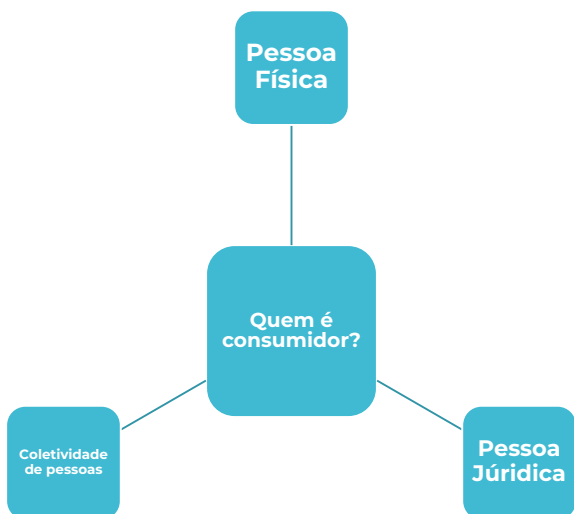 Pessoa
Física
Quem é
consumidor?
Coletividade
de pessoas
Pessoa
Júridica